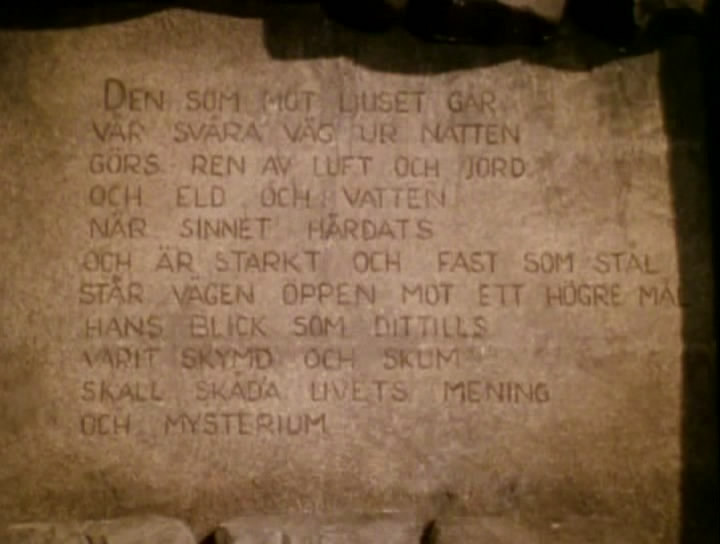 DEN SOM MOT LJUSET GÅR
VÅR SVÅRA VÄG UR NATTEN
GÖRS REN AV LUFT OCH JORD
OCH ELD OCH VATTEN
NÄR SINNET HÄRDATS
OCH ÄR STARKT OCH FAST SOM STÅL
STÅR VÄGEN ÖPPEN MOT ETT HÖGRE MÅL
HANS BLICK SOM DITTILLS
VARIT SKYMD OCH SKUM
SKALL SKÅDA LIVETS MENING
OCH MYSTERIUM